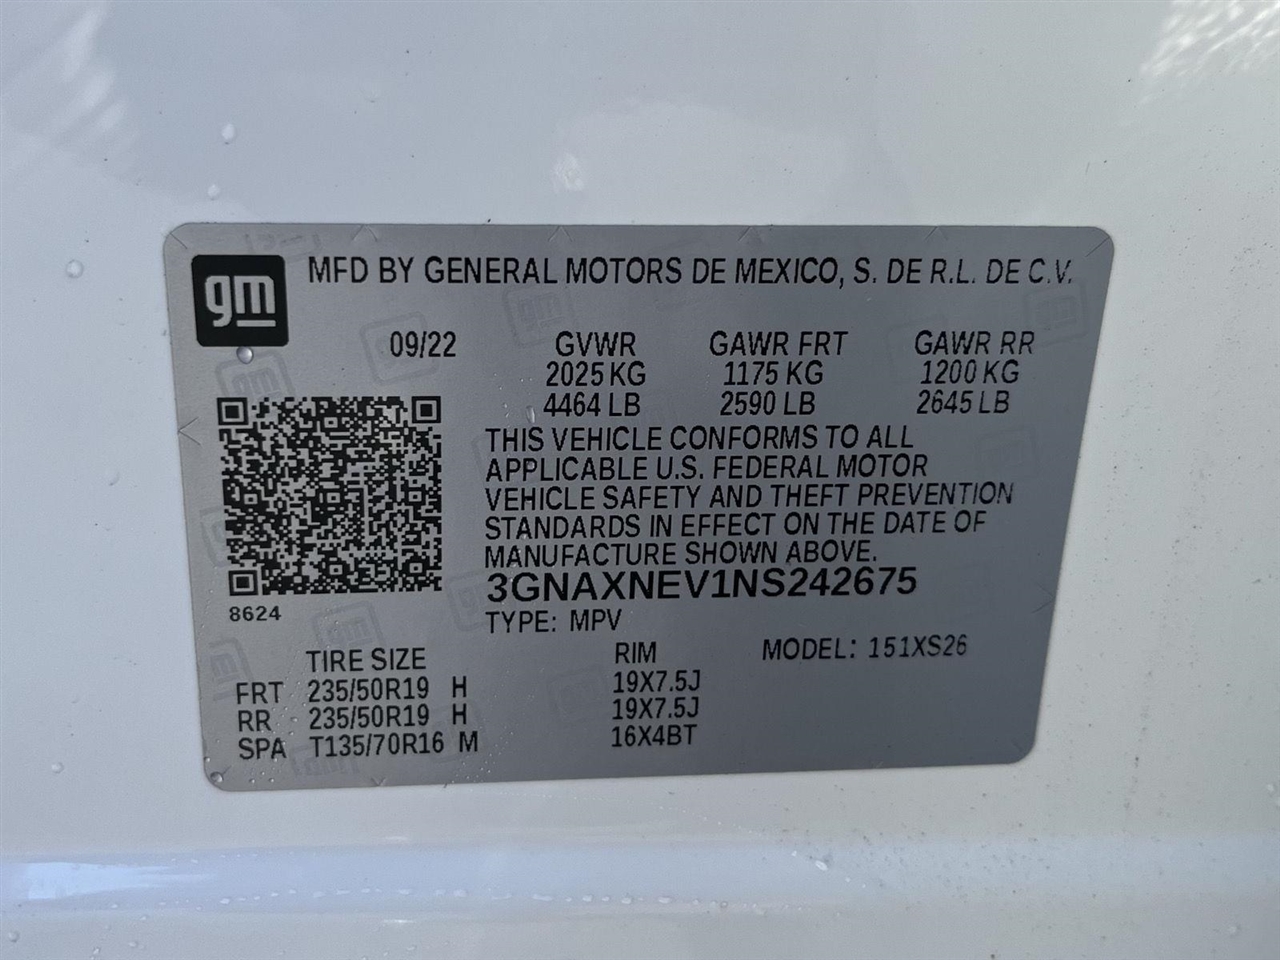 gm MFD BY GENERAL MOTORS DE MEXICO, S. DE R.L. DE C.V.
09/22 GVWR GAWR FRT GAWR RR
2025 KG 1175 KG 1200 KG
4464 LB 2590 LB 2645 LB
THIS VEHICLE CONFORMS TO ALL
APPLICABLE U.S. FEDERAL MOTOR
VEHICLE SAFETY AND THEFT PREVENTION
STANDARDS IN EFFECT ON THE DATE OF
MANUFACTURE SHOWN ABOVE.
3GNAXNEV1NS242675
8624
TYPE: MPV
TIRE SIZE RIM MODEL: 151XS26
FRT 235/50R19 H 19X7.5J
RR 235/50R19 H 19X7.5J
SPA T135/70R16 M 16X4BT